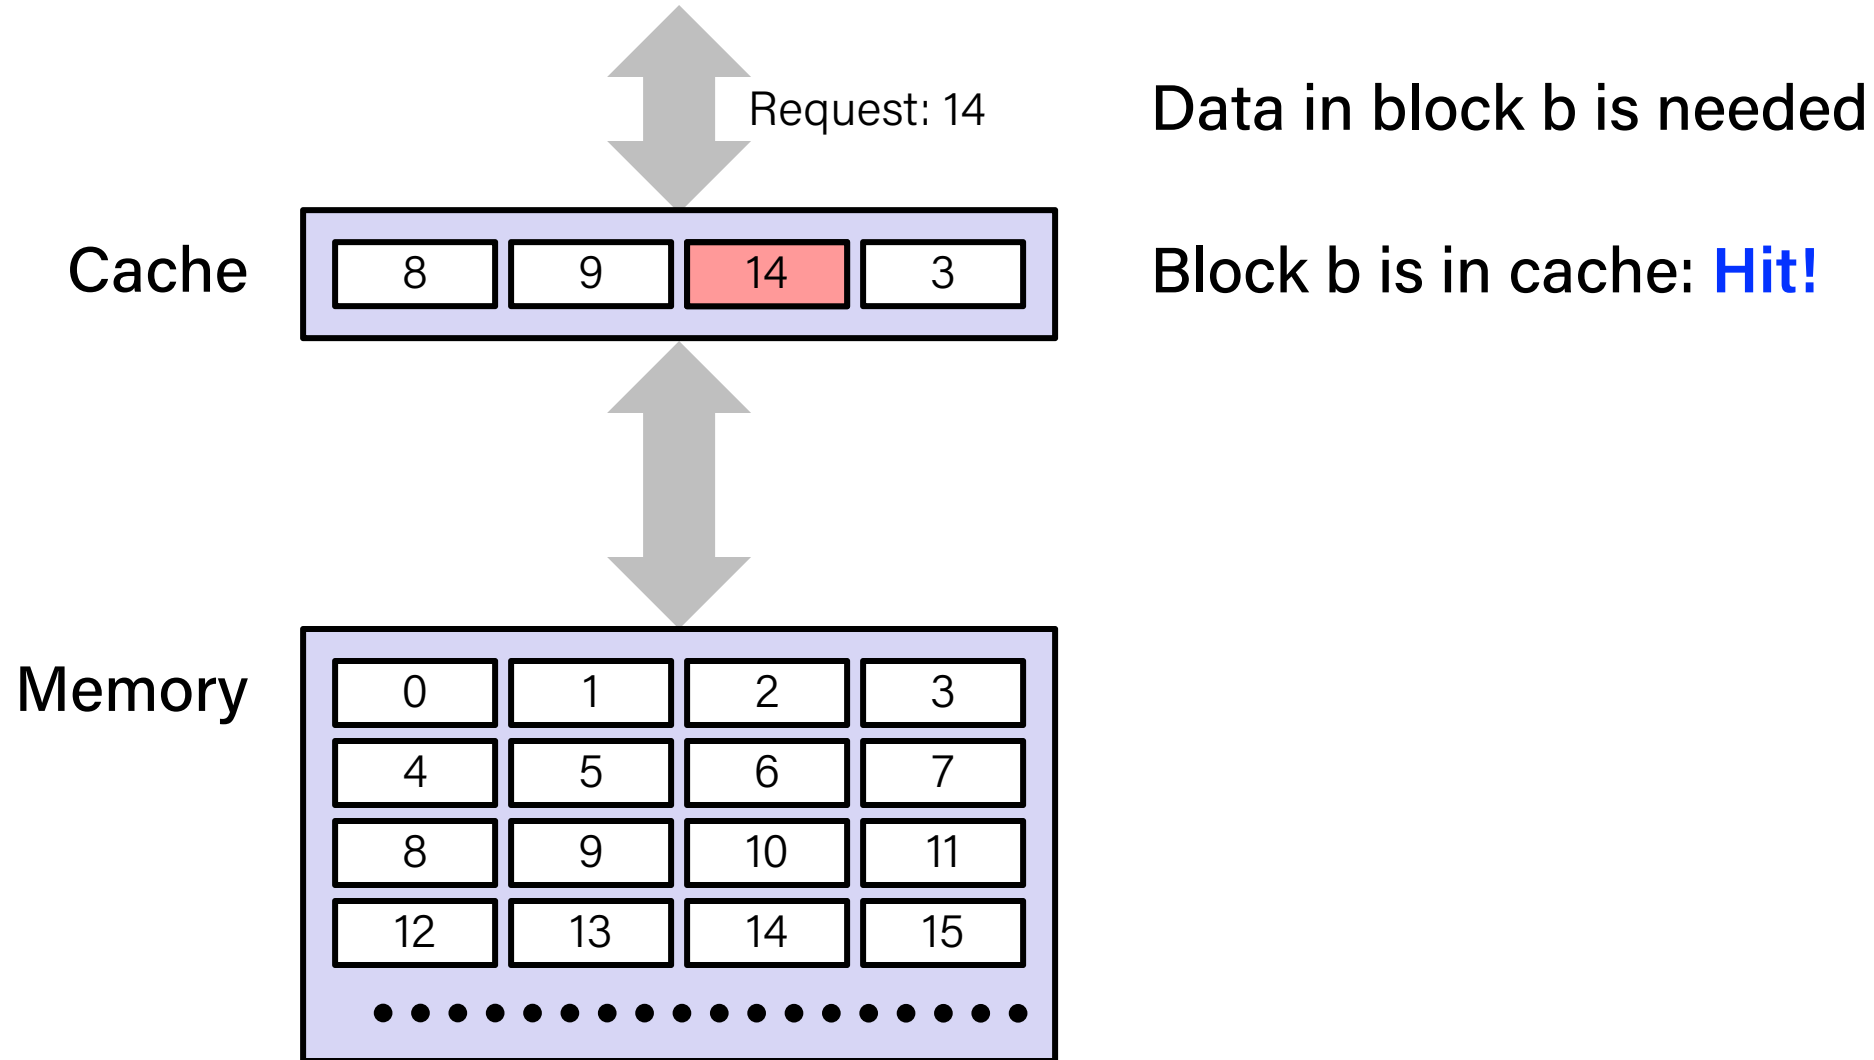 Request: 14
Data in block b is needed
Cache
8 9 14 3
Block b is in cache: Hit!
Memory
0 1 2 3
4 5 6 7
8 9 10 11
12 13 14 15